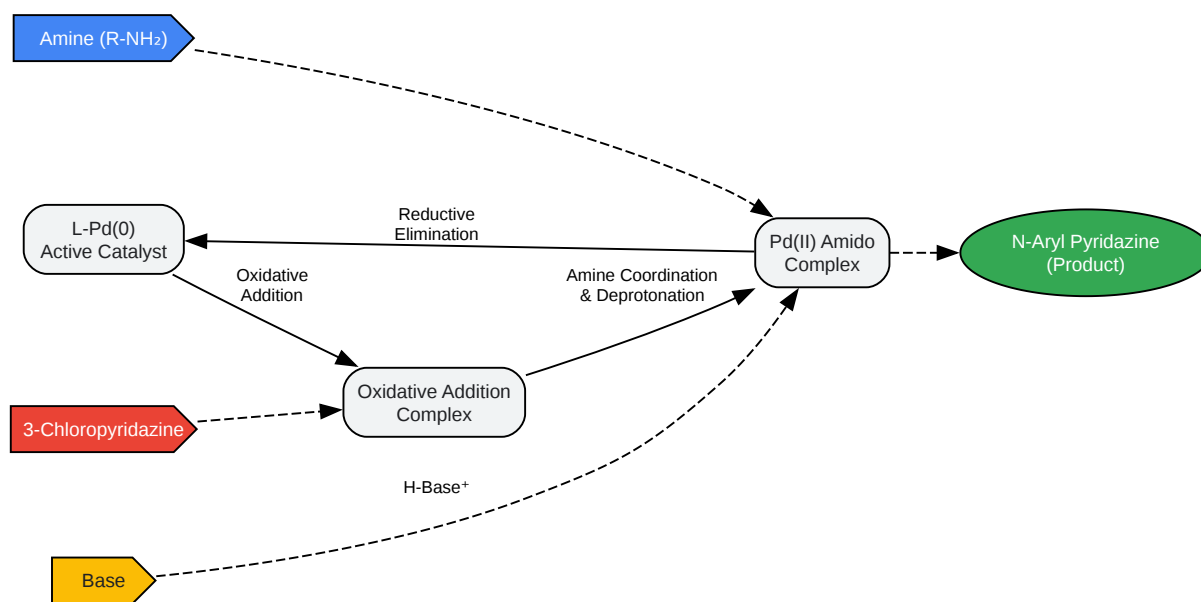 Amine (R-NH₂)
L-Pd(0)
Active Catalyst
Reductive
Elimination
Oxidative
Addition
Amine Coordination
& Deprotonation
Pd(II) Amido
Complex
N-Aryl Pyridazine
(Product)
Oxidative Addition
Complex
3-Chloropyridazine
H-Base⁺
Base